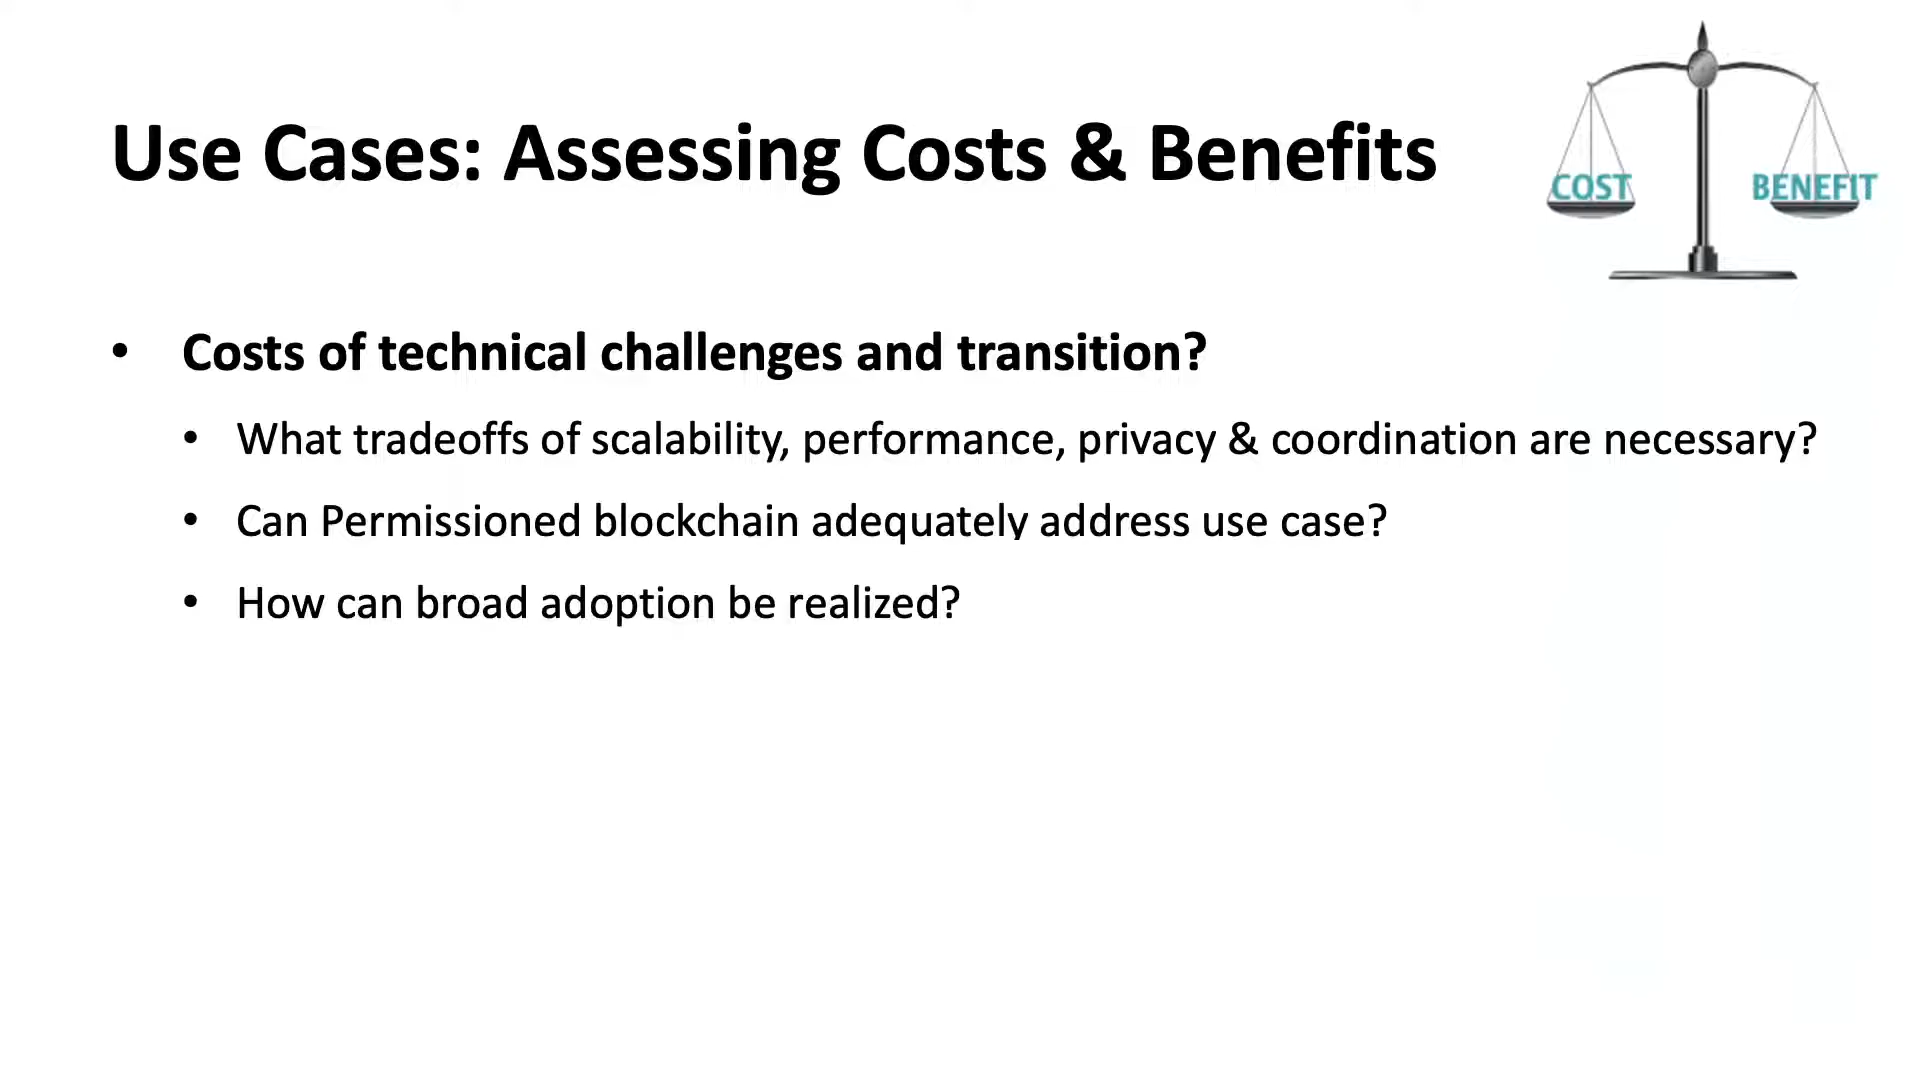 COST
BENEFIT
Use Cases: Assessing Costs & Benefits
• Costs of technical challenges and transition?
• What tradeoffs of scalability, performance, privacy & coordination are necessary?
• Can Permissioned blockchain adequately address use case?
• How can broad adoption be realized?